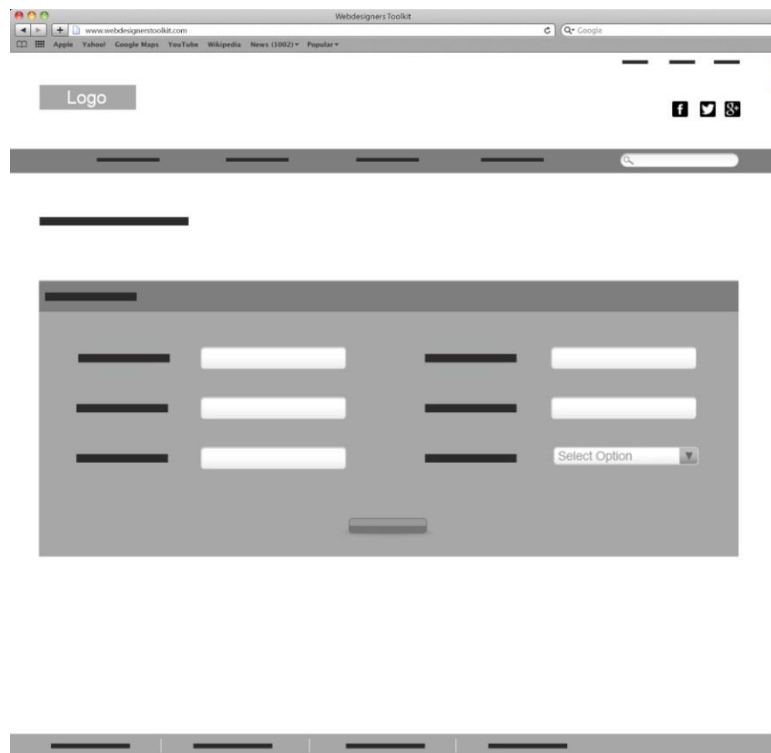 Webdesigners Toolkit
www.webdesignerstoolkit.com
Google
Apple Yahoo! Google Maps YouTube Wikipedia News (1002) Popular
Logo
Select Option